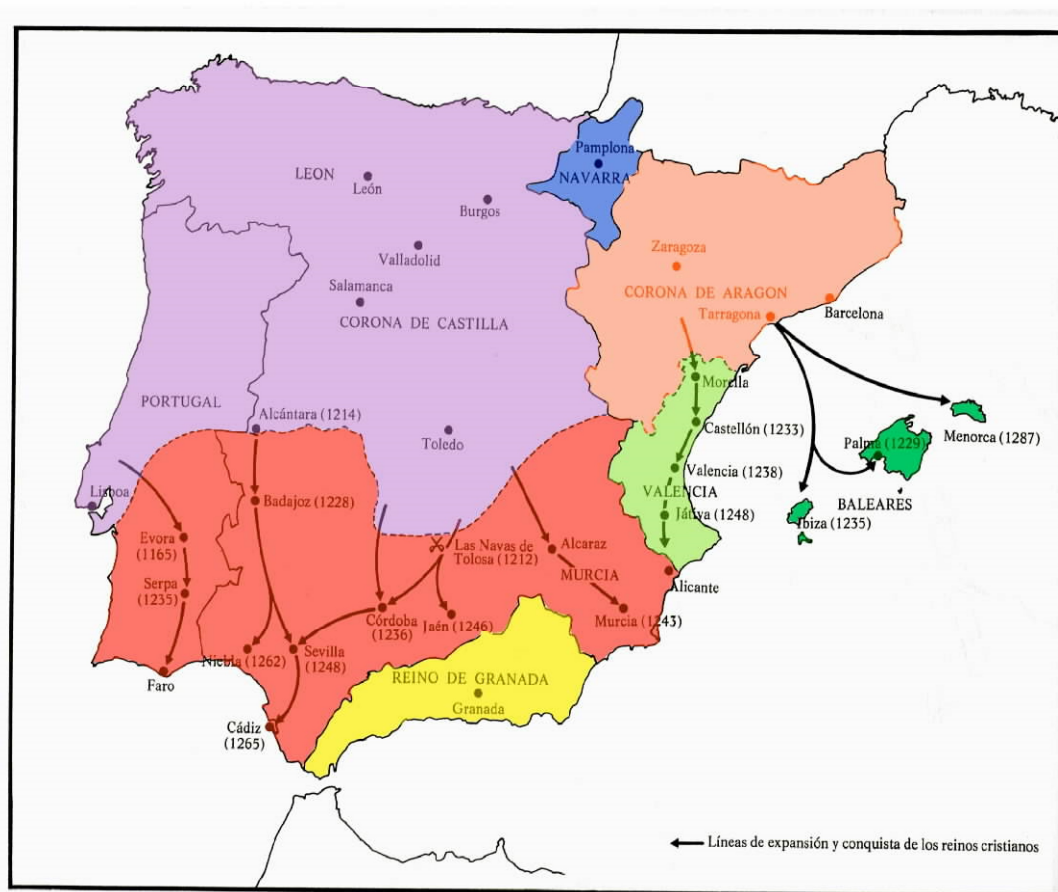 Pamplona
NAVARRA
LEON
León
Burgos
Valladolid
Zaragoza
Salamanca
CORONA DE ARAGON
Tarragona
Barcelona
CORONA DE CASTILLA
Morella
PORTUGAL
Alcántara (1214)
Toledo
Castellón (1233)
Menorca (1287)
Palma (1229)
Valencia (1238)
VALENCIA
BALEARES
Lisboa
Badajoz (1228)
Játiva (1248)
Ibiza (1235)
Evora
(1165)
Las Navas de
Tolosa (1212)
Alcaraz
MURCIA
Alicante
Serpa
(1235)
Córdoba
(1236)
Jaén (1246)
Murcia (1243)
Niebla (1262)
Sevilla
(1248)
Faro
REINO DE GRANADA
Granada
Cádiz
(1265)
Líneas de expansión y conquista de los reinos cristianos